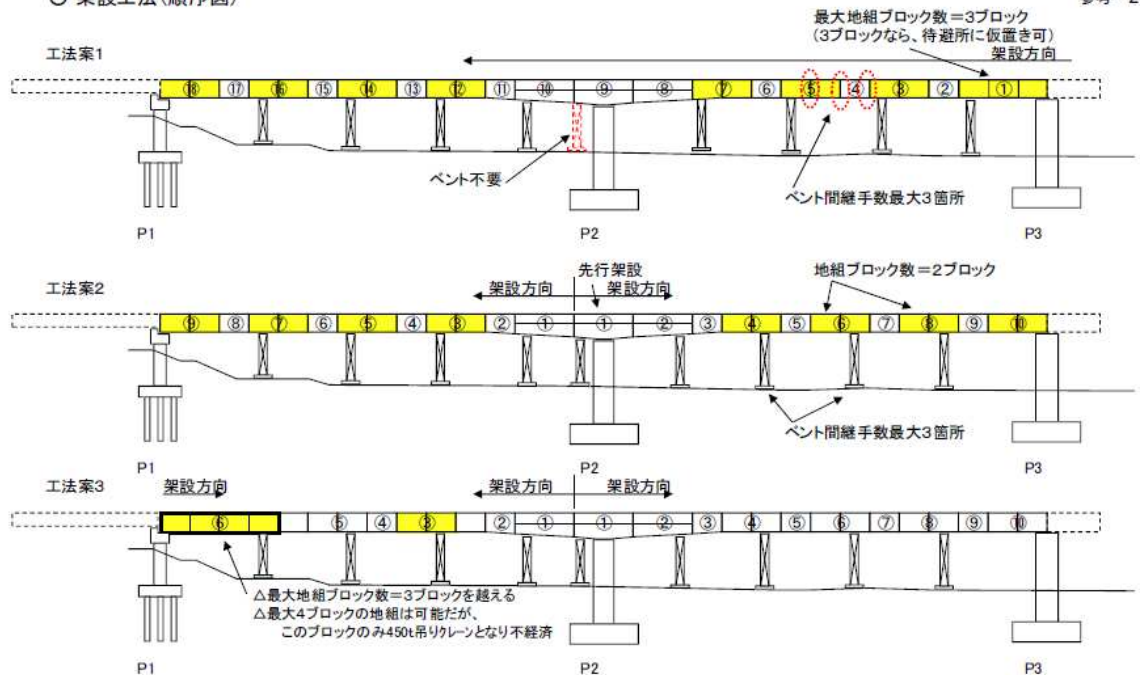 ○ 架設工法(順序図)
参考－2
最大地組ブロック数＝3ブロック
(3ブロックなら、待避所に仮置き可)
工法案1
架設方向
⑱ ⑰ ⑯ ⑮ ⑭ ⑬ ⑫ ⑪ ⑩ ⑨ ⑧ ⑦ ⑥ ⑤ ④ ③ ② ①
ベント不要
ベント間継手数最大3箇所
P1 P2 P3
先行架設
地組ブロック数＝2ブロック
工法案2
架設方向 架設方向
⑨ ⑧ ⑦ ⑥ ⑤ ④ ③ ② ① ① ② ③ ④ ⑤ ⑥ ⑦ ⑧ ⑨ ⑩
ベント間継手数最大3箇所
P1 P2 P3
工法案3
架設方向 架設方向 架設方向
⑥ ⑤ ④ ③ ② ① ① ② ③ ④ ⑤ ⑥ ⑦ ⑧ ⑨ ⑩
△最大地組ブロック数＝3ブロックを越える
△最大4ブロックの地組は可能だが、
このブロックのみ450t吊りクレーンとなり不経済
P1 P2 P3